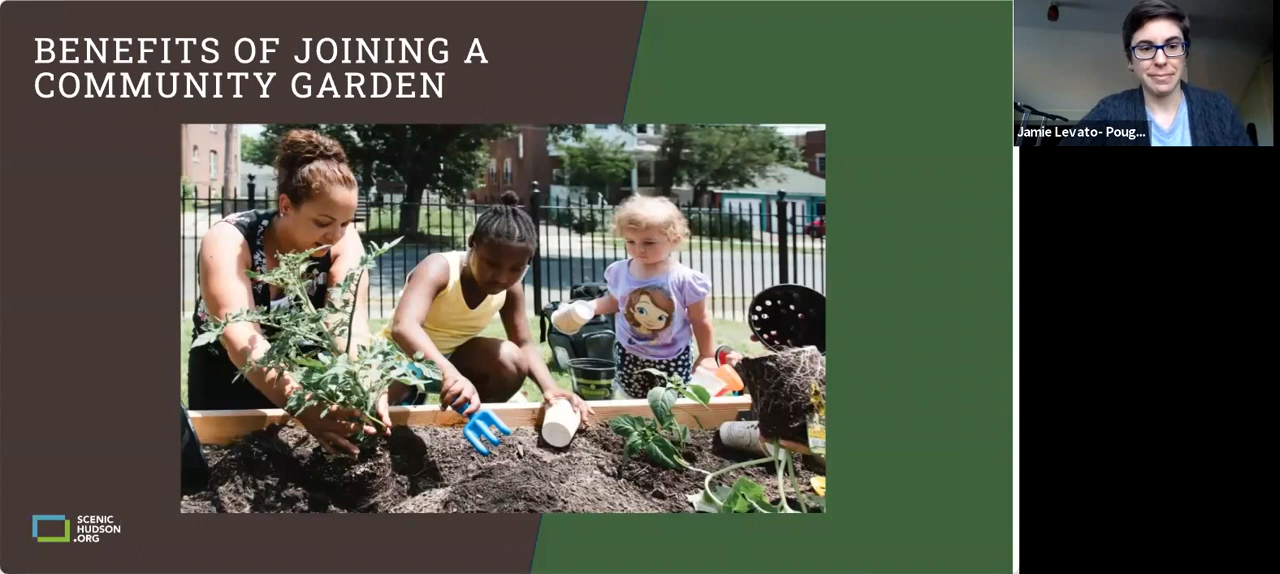 BENEFITS OF JOINING A
COMMUNITY GARDEN
Jamie Levato- Poug...
SCENIC
HUDSON
.ORG